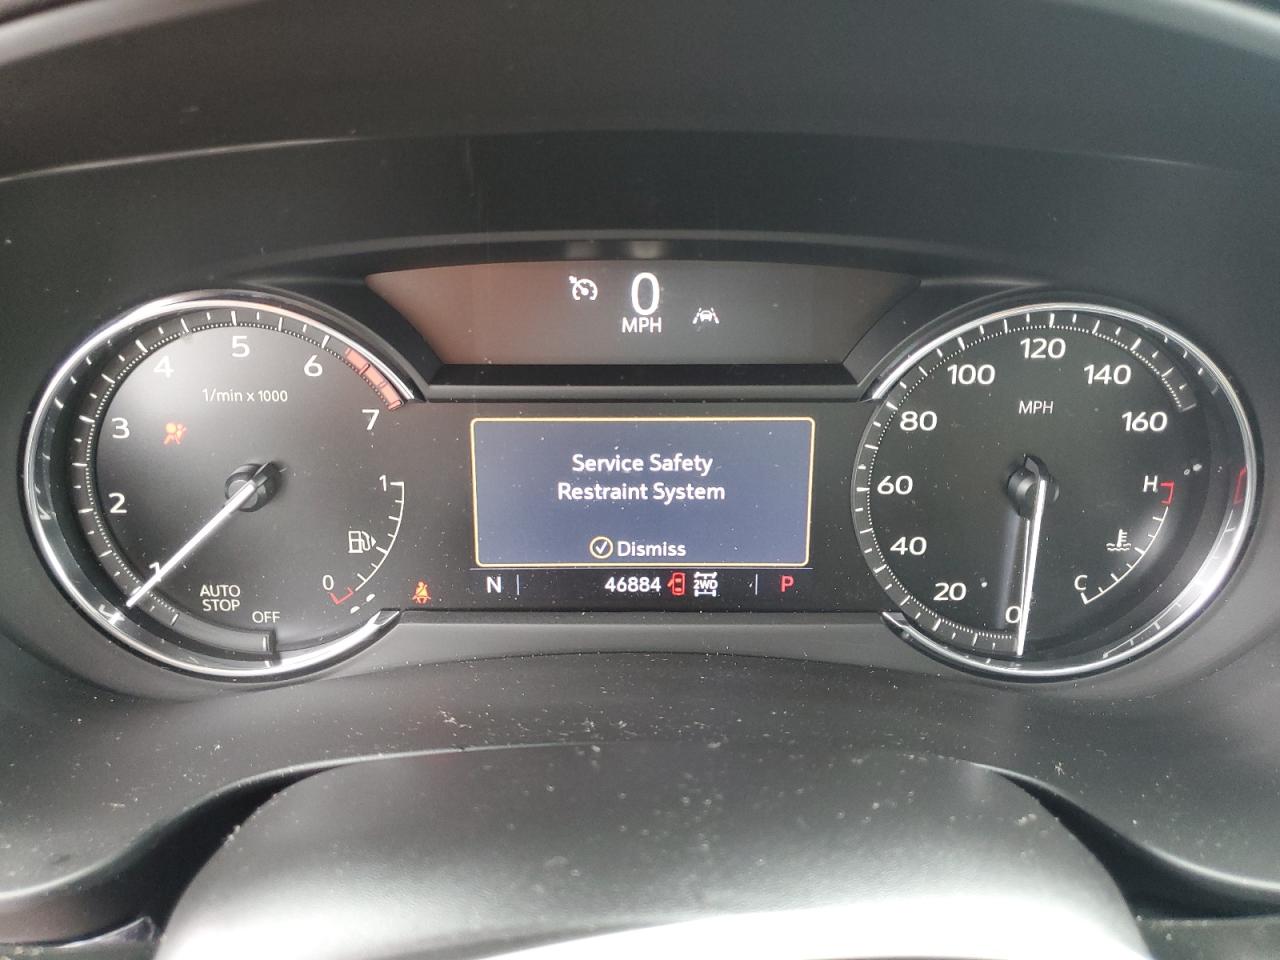 0
MPH
1
2
3
4
5
6
7
1/min x 1000
AUTO
STOP
OFF
1
0
Service Safety
Restraint System
Dismiss
N
46884
2WD
P
0
20
40
60
80
100
120
140
160
MPH
H
C